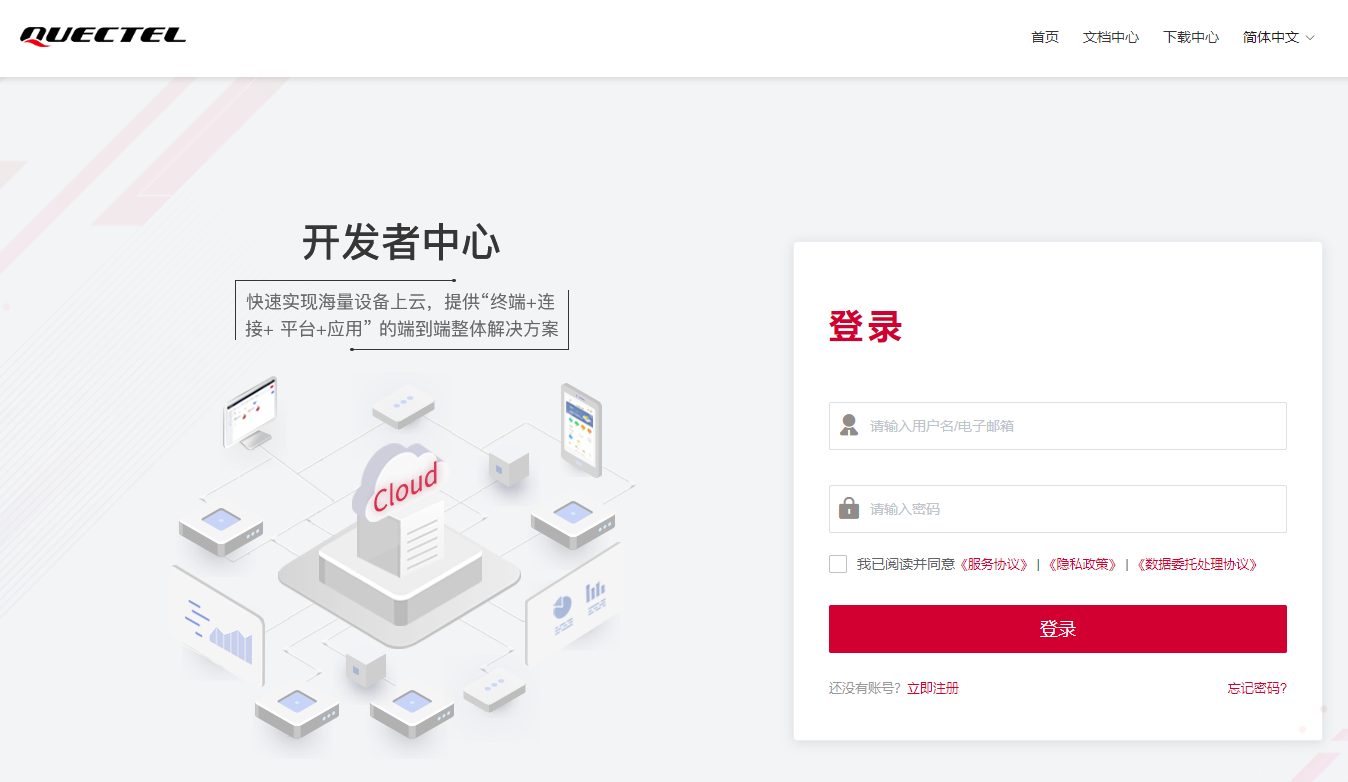 QUECTEL
首页 文档中心 下载中心 简体中文
开发者中心
快速实现海量设备上云，提供“终端+连
接+ 平台+应用” 的端到端整体解决方案
Cloud
登录
请输入用户名/电子邮箱
请输入密码
我已阅读并同意《服务协议》 | 《隐私政策》 | 《数据委托处理协议》
登录
还没有账号? 立即注册 忘记密码?